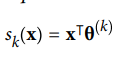 s_k(𝐱) = 𝐱^⊺𝛉^(k)